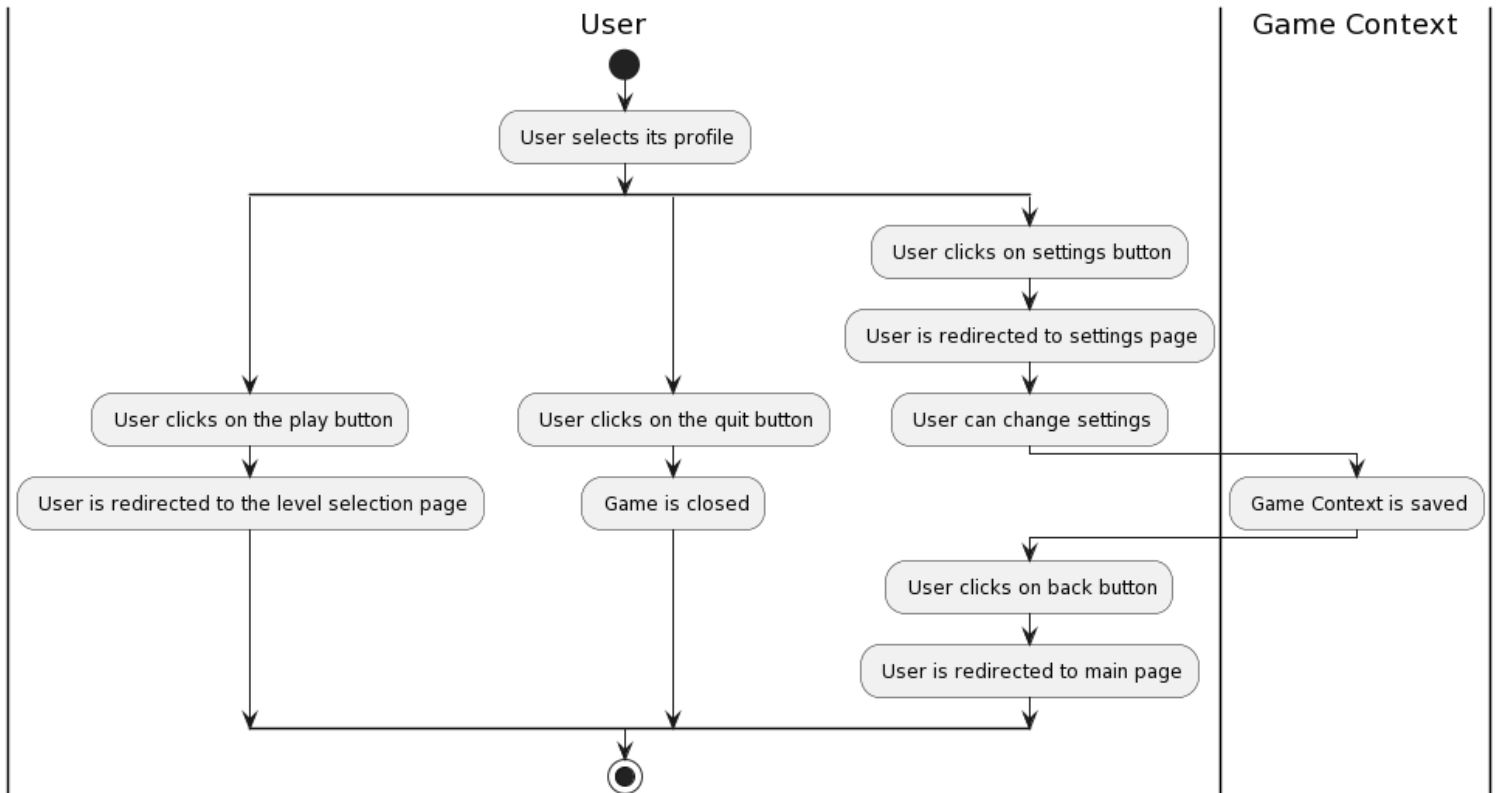 User
Game Context
User selects its profile
User clicks on settings button
User is redirected to settings page
User clicks on the play button
User clicks on the quit button
User can change settings
User is redirected to the level selection page
Game is closed
Game Context is saved
User clicks on back button
User is redirected to main page